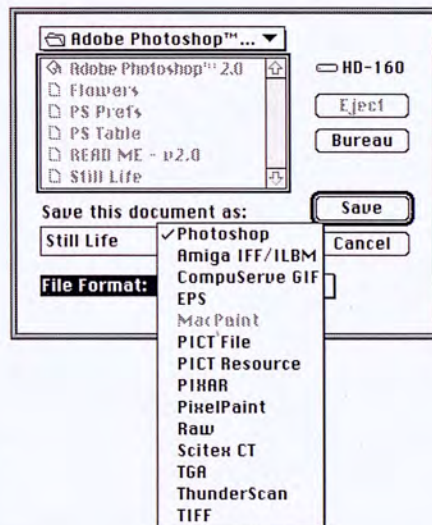 Adobe Photoshop™...
Adobe Photoshop™ 2.0
Flowers
PS Prefs
PS Table
READ ME - v2.0
Still Life
HD-160
Eject
Bureau
Save this document as:
Save
Still Life
Cancel
File Format:
Photoshop
Amiga IFF/ILBM
CompuServe GIF
EPS
MacPaint
PICT File
PICT Resource
PIXAR
PixelPaint
Raw
Scitex CT
TGA
ThunderScan
TIFF